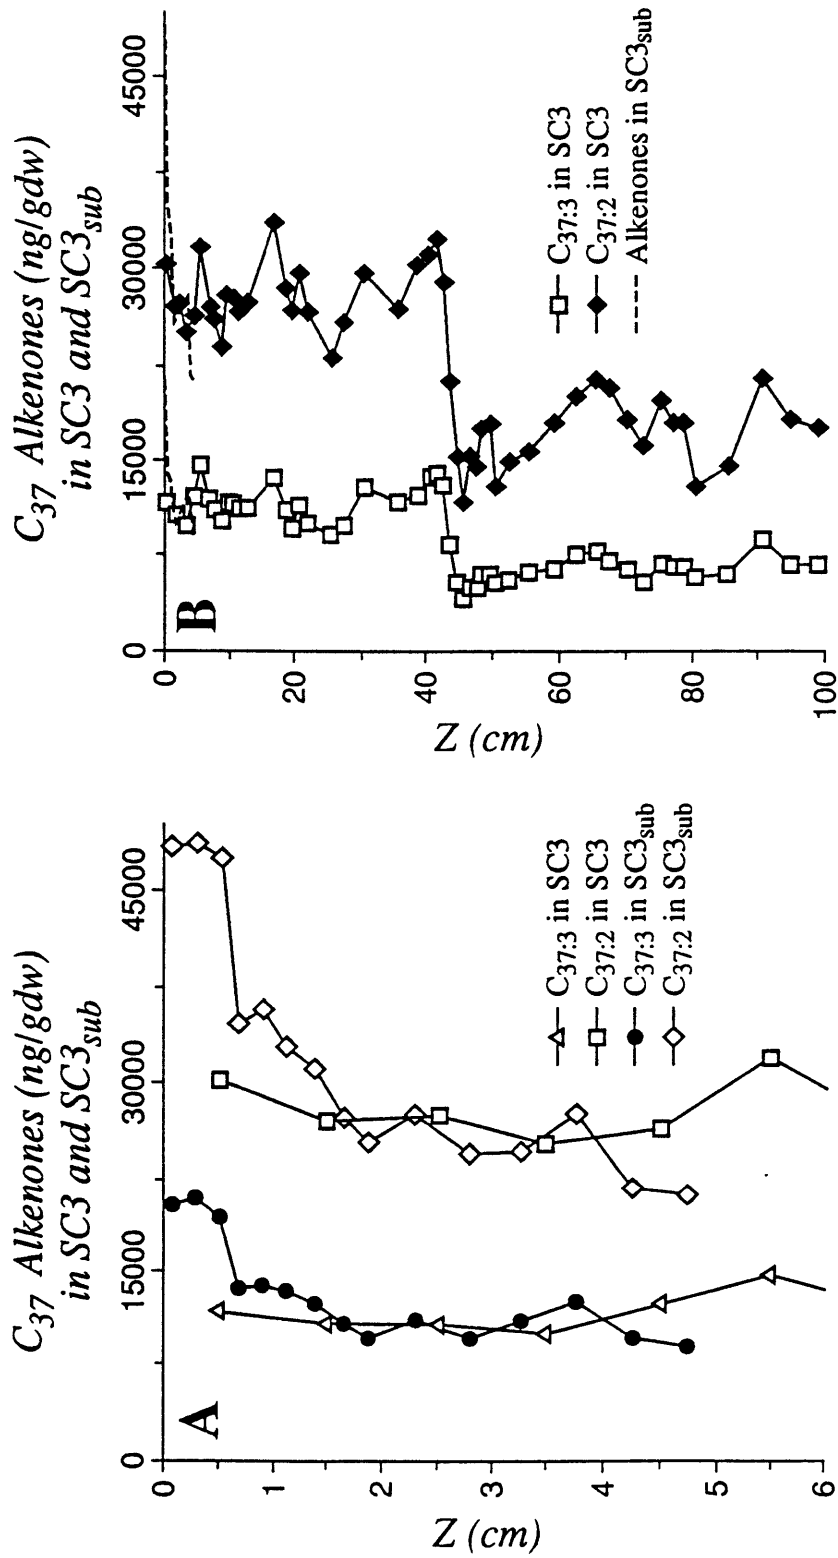 C37 Alkenones (ng/gdw)
in SC3 and SC3sub
0 15000 30000 45000
A
0
1
2
3
4
5
6
Z (cm)
C37:3 in SC3
C37:2 in SC3
C37:3 in SC3sub
C37:2 in SC3sub
C37 Alkenones (ng/gdw)
in SC3 and SC3sub
0 15000 30000 45000
B
0
20
40
60
80
100
Z (cm)
C37:3 in SC3
C37:2 in SC3
Alkenones in SC3sub